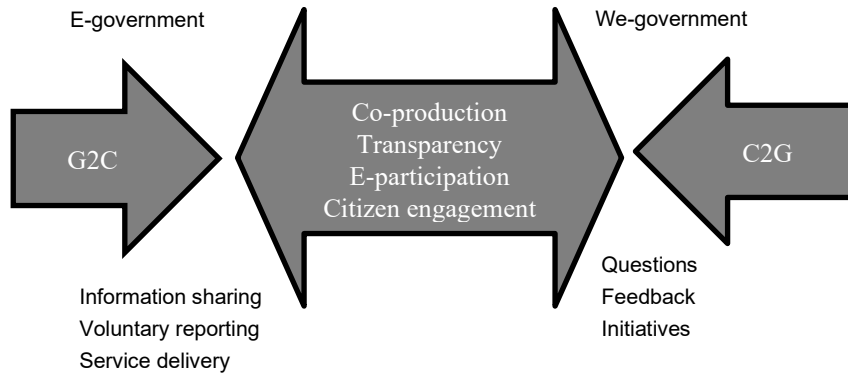 E-government
We-government
G2C
Co-production
Transparency
E-participation
Citizen engagement
C2G
Information sharing
Voluntary reporting
Service delivery
Questions
Feedback
Initiatives